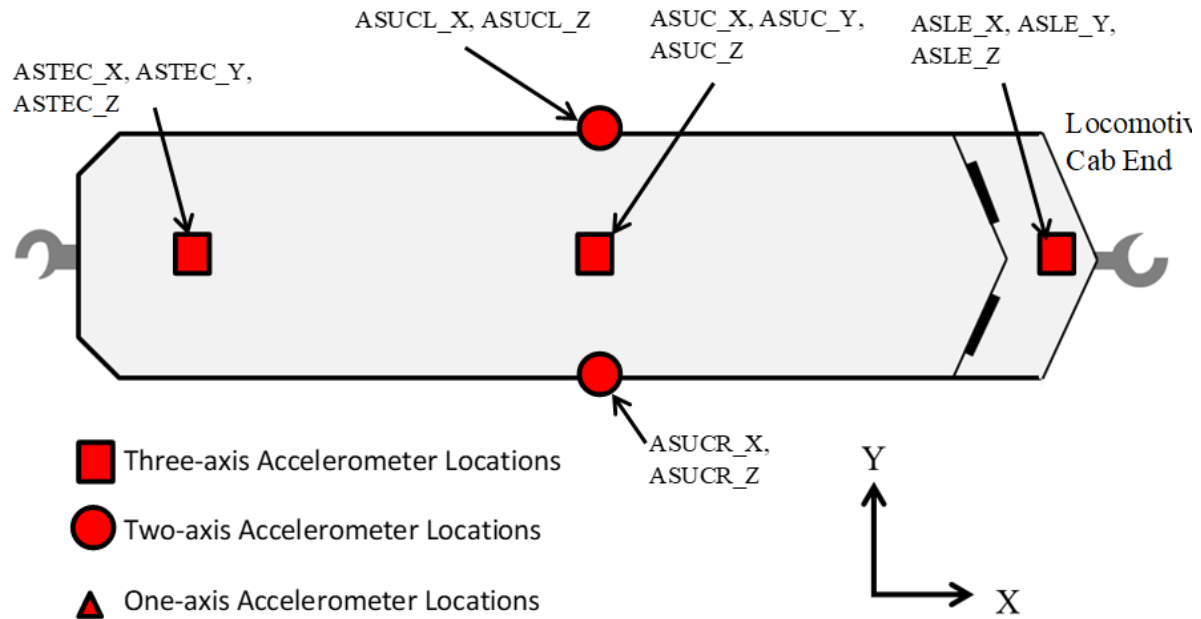 ASUCL_X, ASUCL_Z
ASUC_X, ASUC_Y,
ASUC_Z
ASLE_X, ASLE_Y,
ASLE_Z
ASTEC_X, ASTEC_Y,
ASTEC_Z
Locomotiv
Cab End
ASUCR_X,
ASUCR_Z
Three-axis Accelerometer Locations
Two-axis Accelerometer Locations
One-axis Accelerometer Locations
Y
X